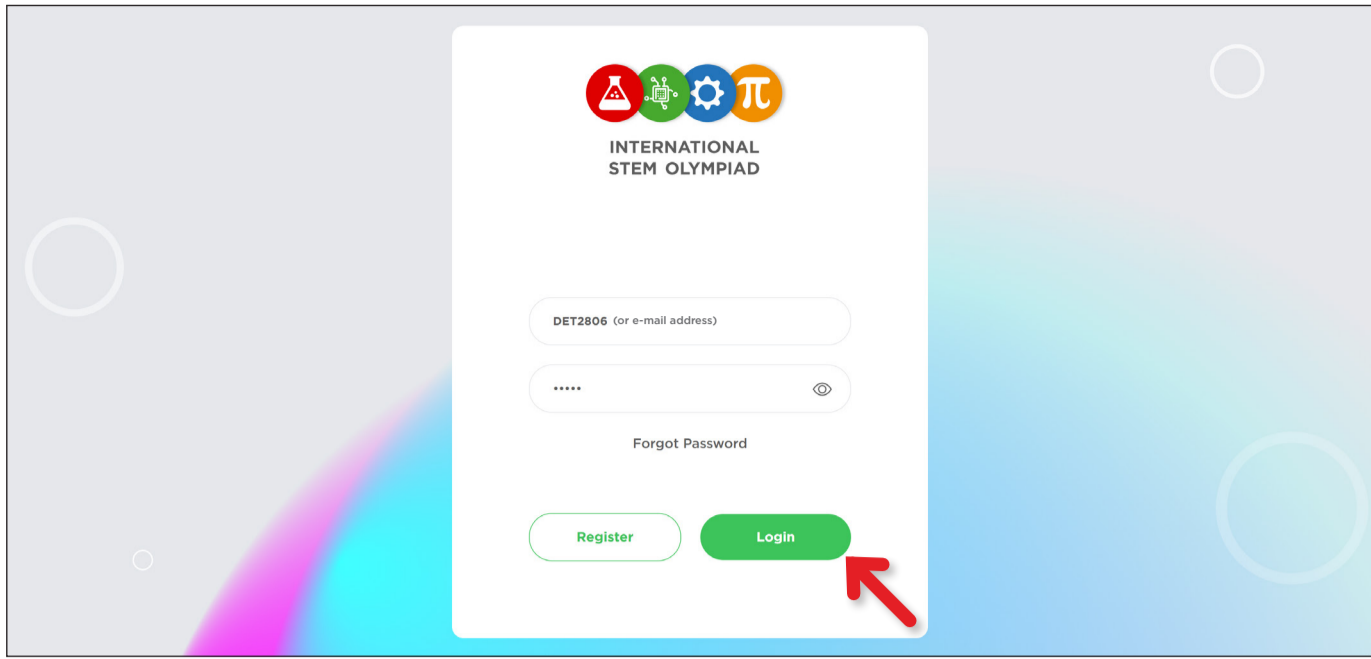 INTERNATIONAL
STEM OLYMPIAD
DET2806 (or e-mail address)
•••••
Forgot Password
Register
Login